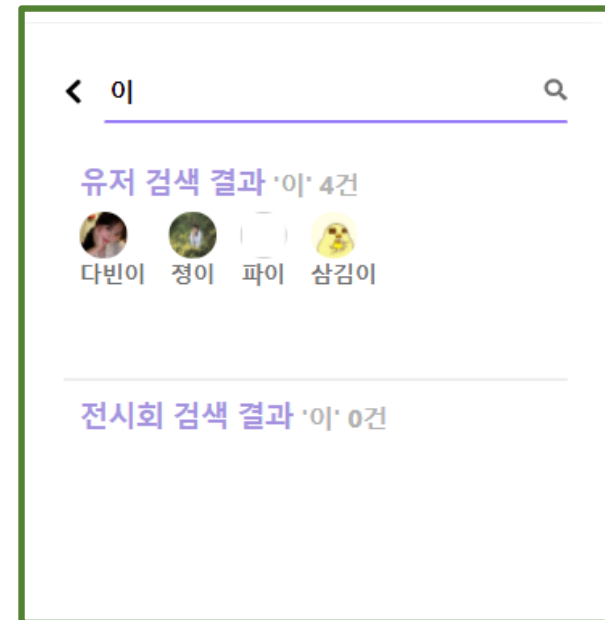 이
유저 검색 결과 '이' 4건
다빈이 졍이 파이 삼김이
전시회 검색 결과 '이' 0건